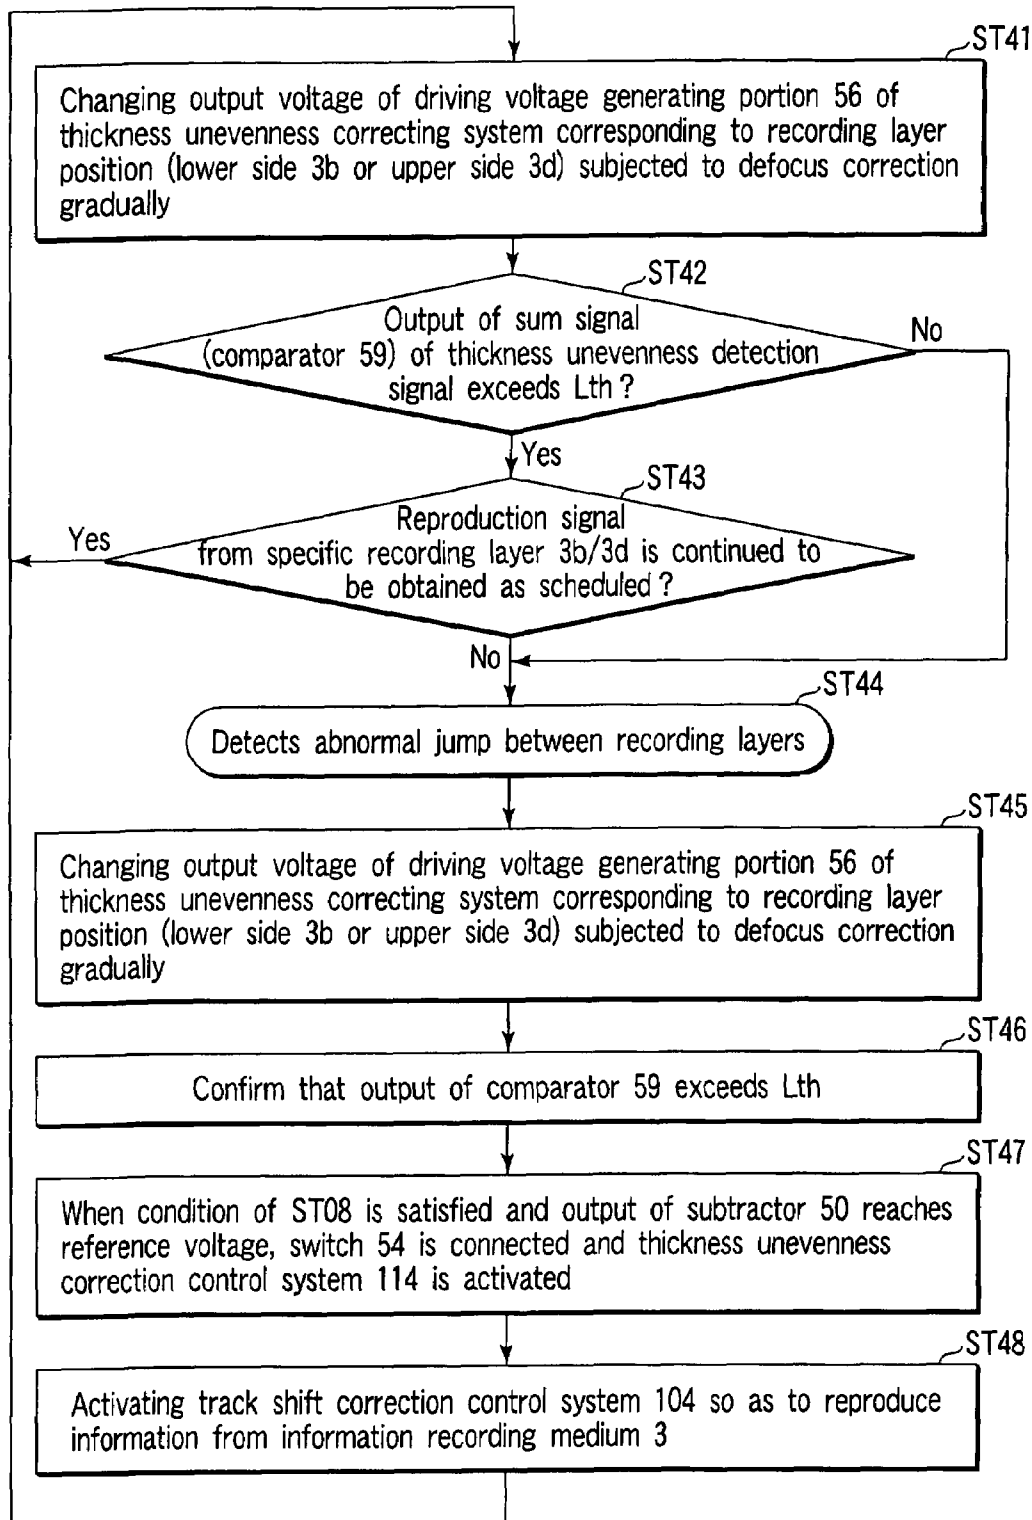 ST41
Changing output voltage of driving voltage generating portion 56 of
thickness unevenness correcting system corresponding to recording layer
position (lower side 3b or upper side 3d) subjected to defocus correction
gradually
ST42
Output of sum signal
(comparator 59) of thickness unevenness detection
signal exceeds Lth ?
No
Yes
ST43
Reproduction signal
from specific recording layer 3b/3d is continued to
be obtained as scheduled ?
Yes
No
ST44
Detects abnormal jump between recording layers
ST45
Changing output voltage of driving voltage generating portion 56 of
thickness unevenness correcting system corresponding to recording layer
position (lower side 3b or upper side 3d) subjected to defocus correction
gradually
ST46
Confirm that output of comparator 59 exceeds Lth
ST47
When condition of ST08 is satisfied and output of subtractor 50 reaches
reference voltage, switch 54 is connected and thickness unevenness
correction control system 114 is activated
ST48
Activating track shift correction control system 104 so as to reproduce
information from information recording medium 3